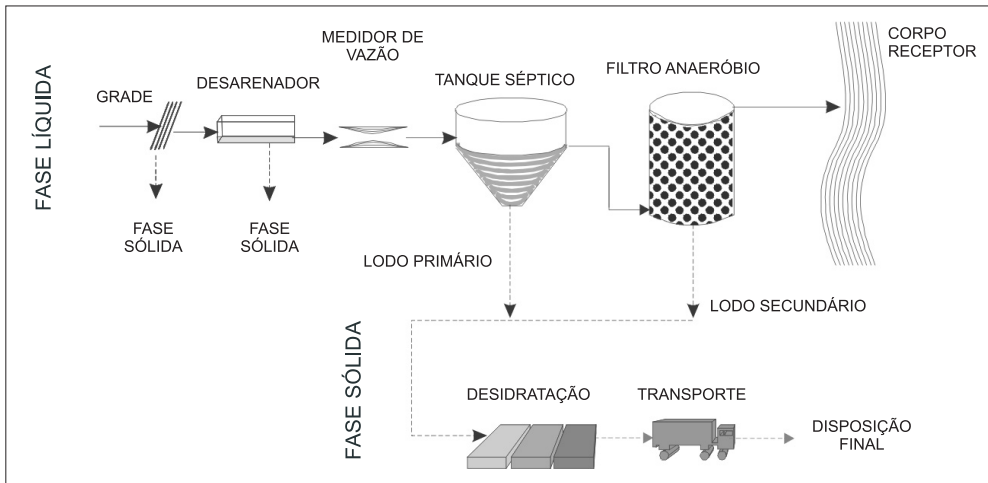 FASE LÍQUIDA
GRADE
DESARENADOR
MEDIDOR DE
VAZÃO
TANQUE SÉPTICO
FILTRO ANAERÓBIO
CORPO
RECEPTOR
FASE
SÓLIDA
FASE
SÓLIDA
LODO PRIMÁRIO
LODO SECUNDÁRIO
FASE SÓLIDA
DESIDRATAÇÃO
TRANSPORTE
DISPOSIÇÃO
FINAL